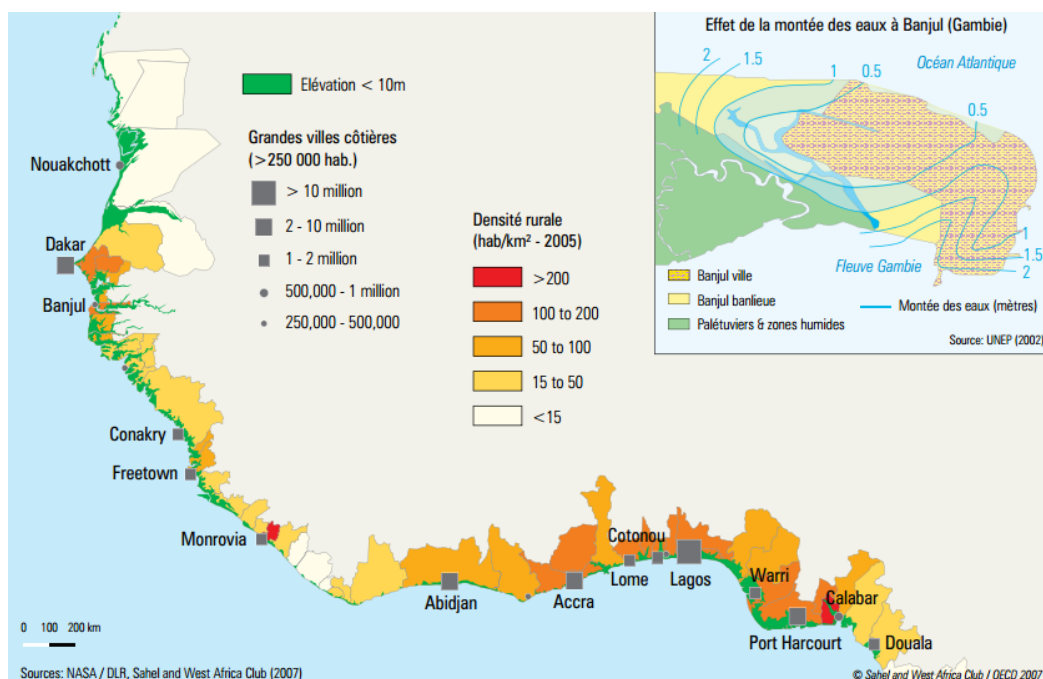 Elévation < 10m
Grandes villes côtières
(>250 000 hab.)
> 10 million
2 - 10 million
1 - 2 million
500,000 - 1 million
250,000 - 500,000
Densité rurale
(hab/km² - 2005)
>200
100 to 200
50 to 100
15 to 50
<15
Nouakchott
Dakar
Banjul
Conakry
Freetown
Monrovia
Abidjan
Accra
Lome
Cotonou
Lagos
Warri
Port Harcourt
Calabar
Douala
0 100 200 km
Sources: NASA / DLR, Sahel and West Africa Club (2007)
© Sahel and West Africa Club / OECD 2007
Effet de la montée des eaux à Banjul (Gambie)
Océan Atlantique
2
1.5
1
0.5
0.5
1
1.5
2
Fleuve Gambie
Banjul ville
Banjul banlieue
Palétuviers & zones humides
Montée des eaux (mètres)
Source: UNEP (2002)